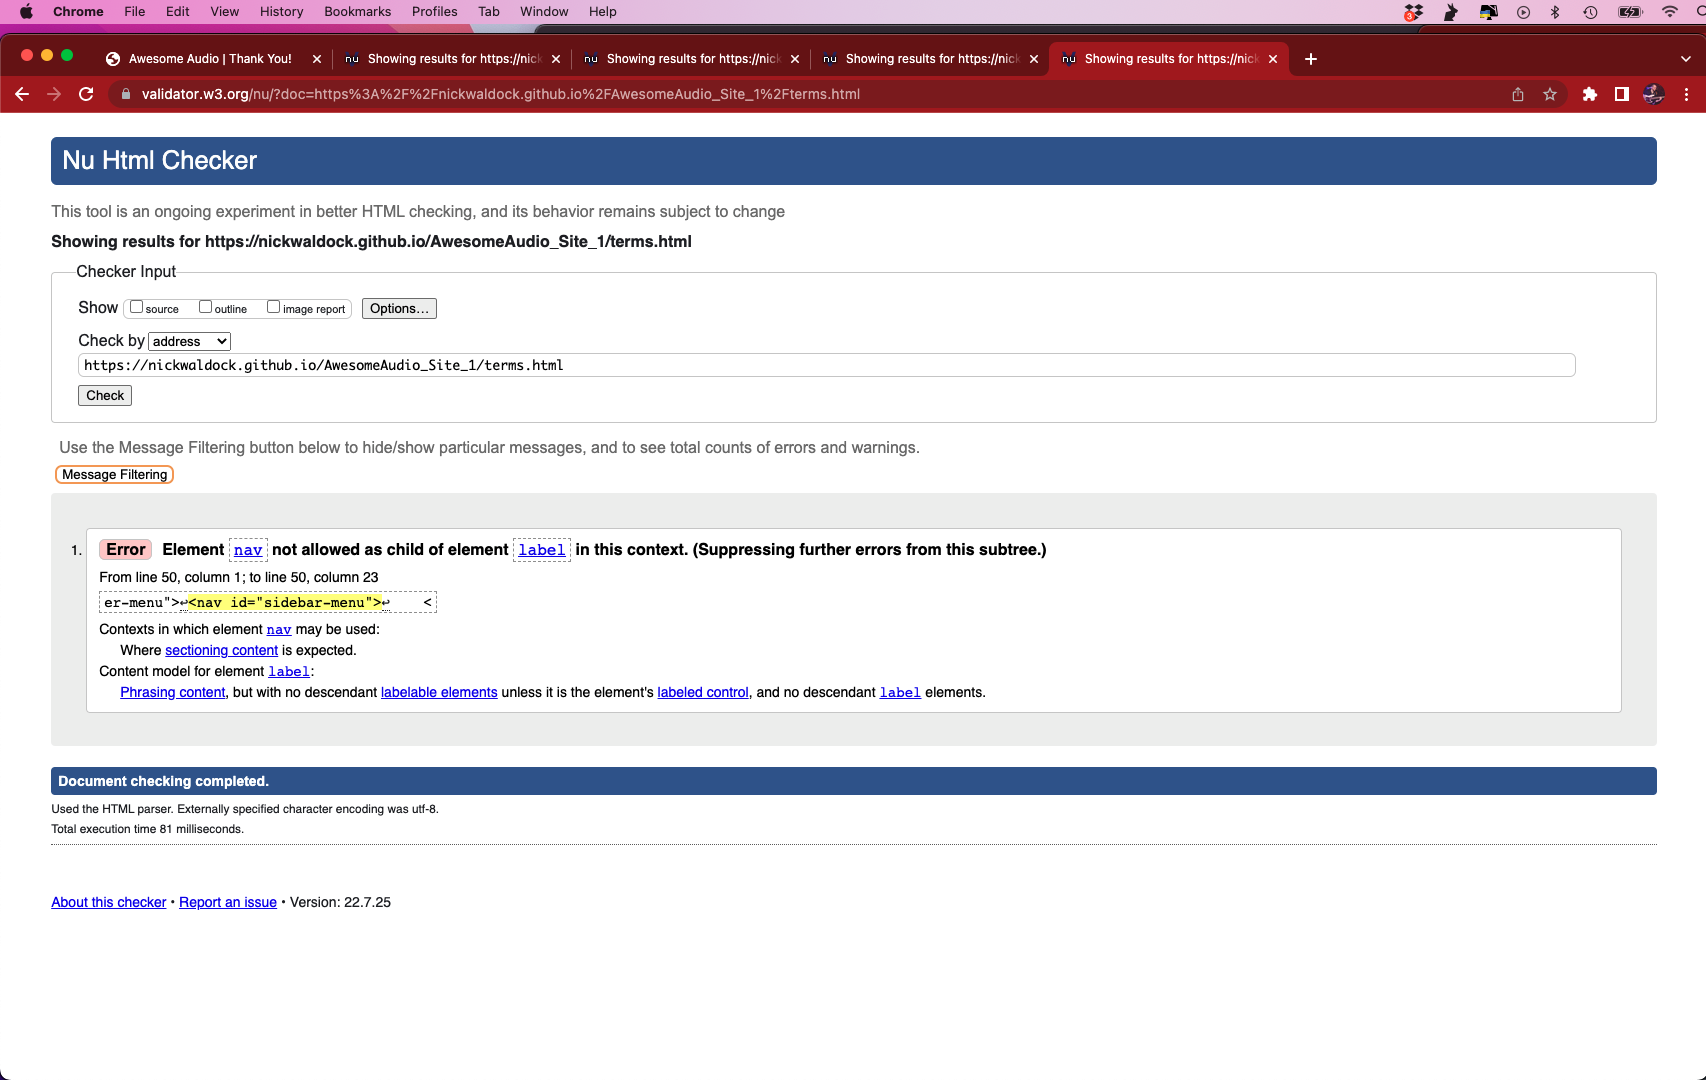 Chrome File Edit View History Bookmarks Profiles Tab Window Help
3
Awesome Audio | Thank You!
nu Showing results for https://nick
nu Showing results for https://nick
nu Showing results for https://nick
nu Showing results for https://nick
validator.w3.org/nu/?doc=https%3A%2F%2Fnickwaldock.github.io%2FAwesomeAudio_Site_1%2Fterms.html
Nu Html Checker
This tool is an ongoing experiment in better HTML checking, and its behavior remains subject to change
Showing results for https://nickwaldock.github.io/AwesomeAudio_Site_1/terms.html
Checker Input
Show source outline image report Options...
Check by address
https://nickwaldock.github.io/AwesomeAudio_Site_1/terms.html
Check
Use the Message Filtering button below to hide/show particular messages, and to see total counts of errors and warnings.
Message Filtering
1. Error Element nav not allowed as child of element label in this context. (Suppressing further errors from this subtree.)
From line 50, column 1; to line 50, column 23
er-menu">↩<nav id="sidebar-menu">↩    <
Contexts in which element nav may be used:
Where sectioning content is expected.
Content model for element label:
Phrasing content, but with no descendant labelable elements unless it is the element's labeled control, and no descendant label elements.
Document checking completed.
Used the HTML parser. Externally specified character encoding was utf-8.
Total execution time 81 milliseconds.
About this checker • Report an issue • Version: 22.7.25